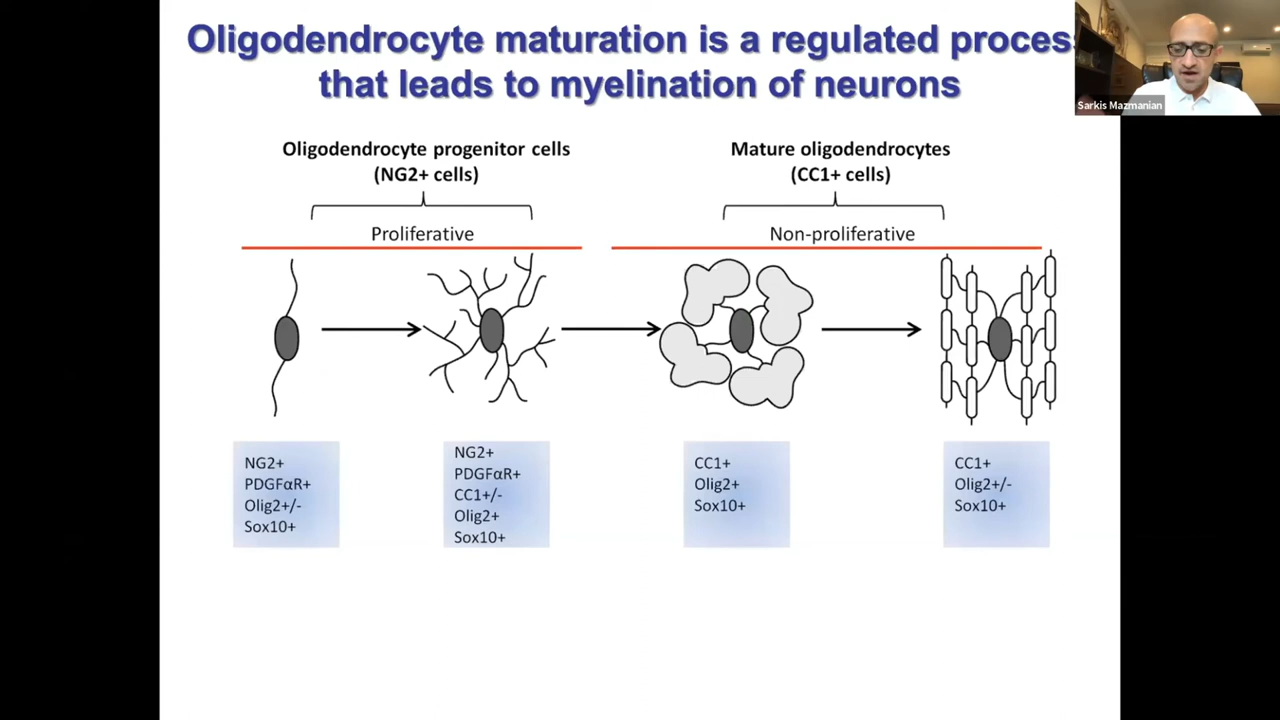 Oligodendrocyte maturation is a regulated proces
that leads to myelination of neurons
Sarkis Mazmanian
Oligodendrocyte progenitor cells
(NG2+ cells)
Mature oligodendrocytes
(CC1+ cells)
Proliferative
Non-proliferative
NG2+
PDGFαR+
Olig2+/-
Sox10+
NG2+
PDGFαR+
CC1+/-
Olig2+
Sox10+
CC1+
Olig2+
Sox10+
CC1+
Olig2+/-
Sox10+